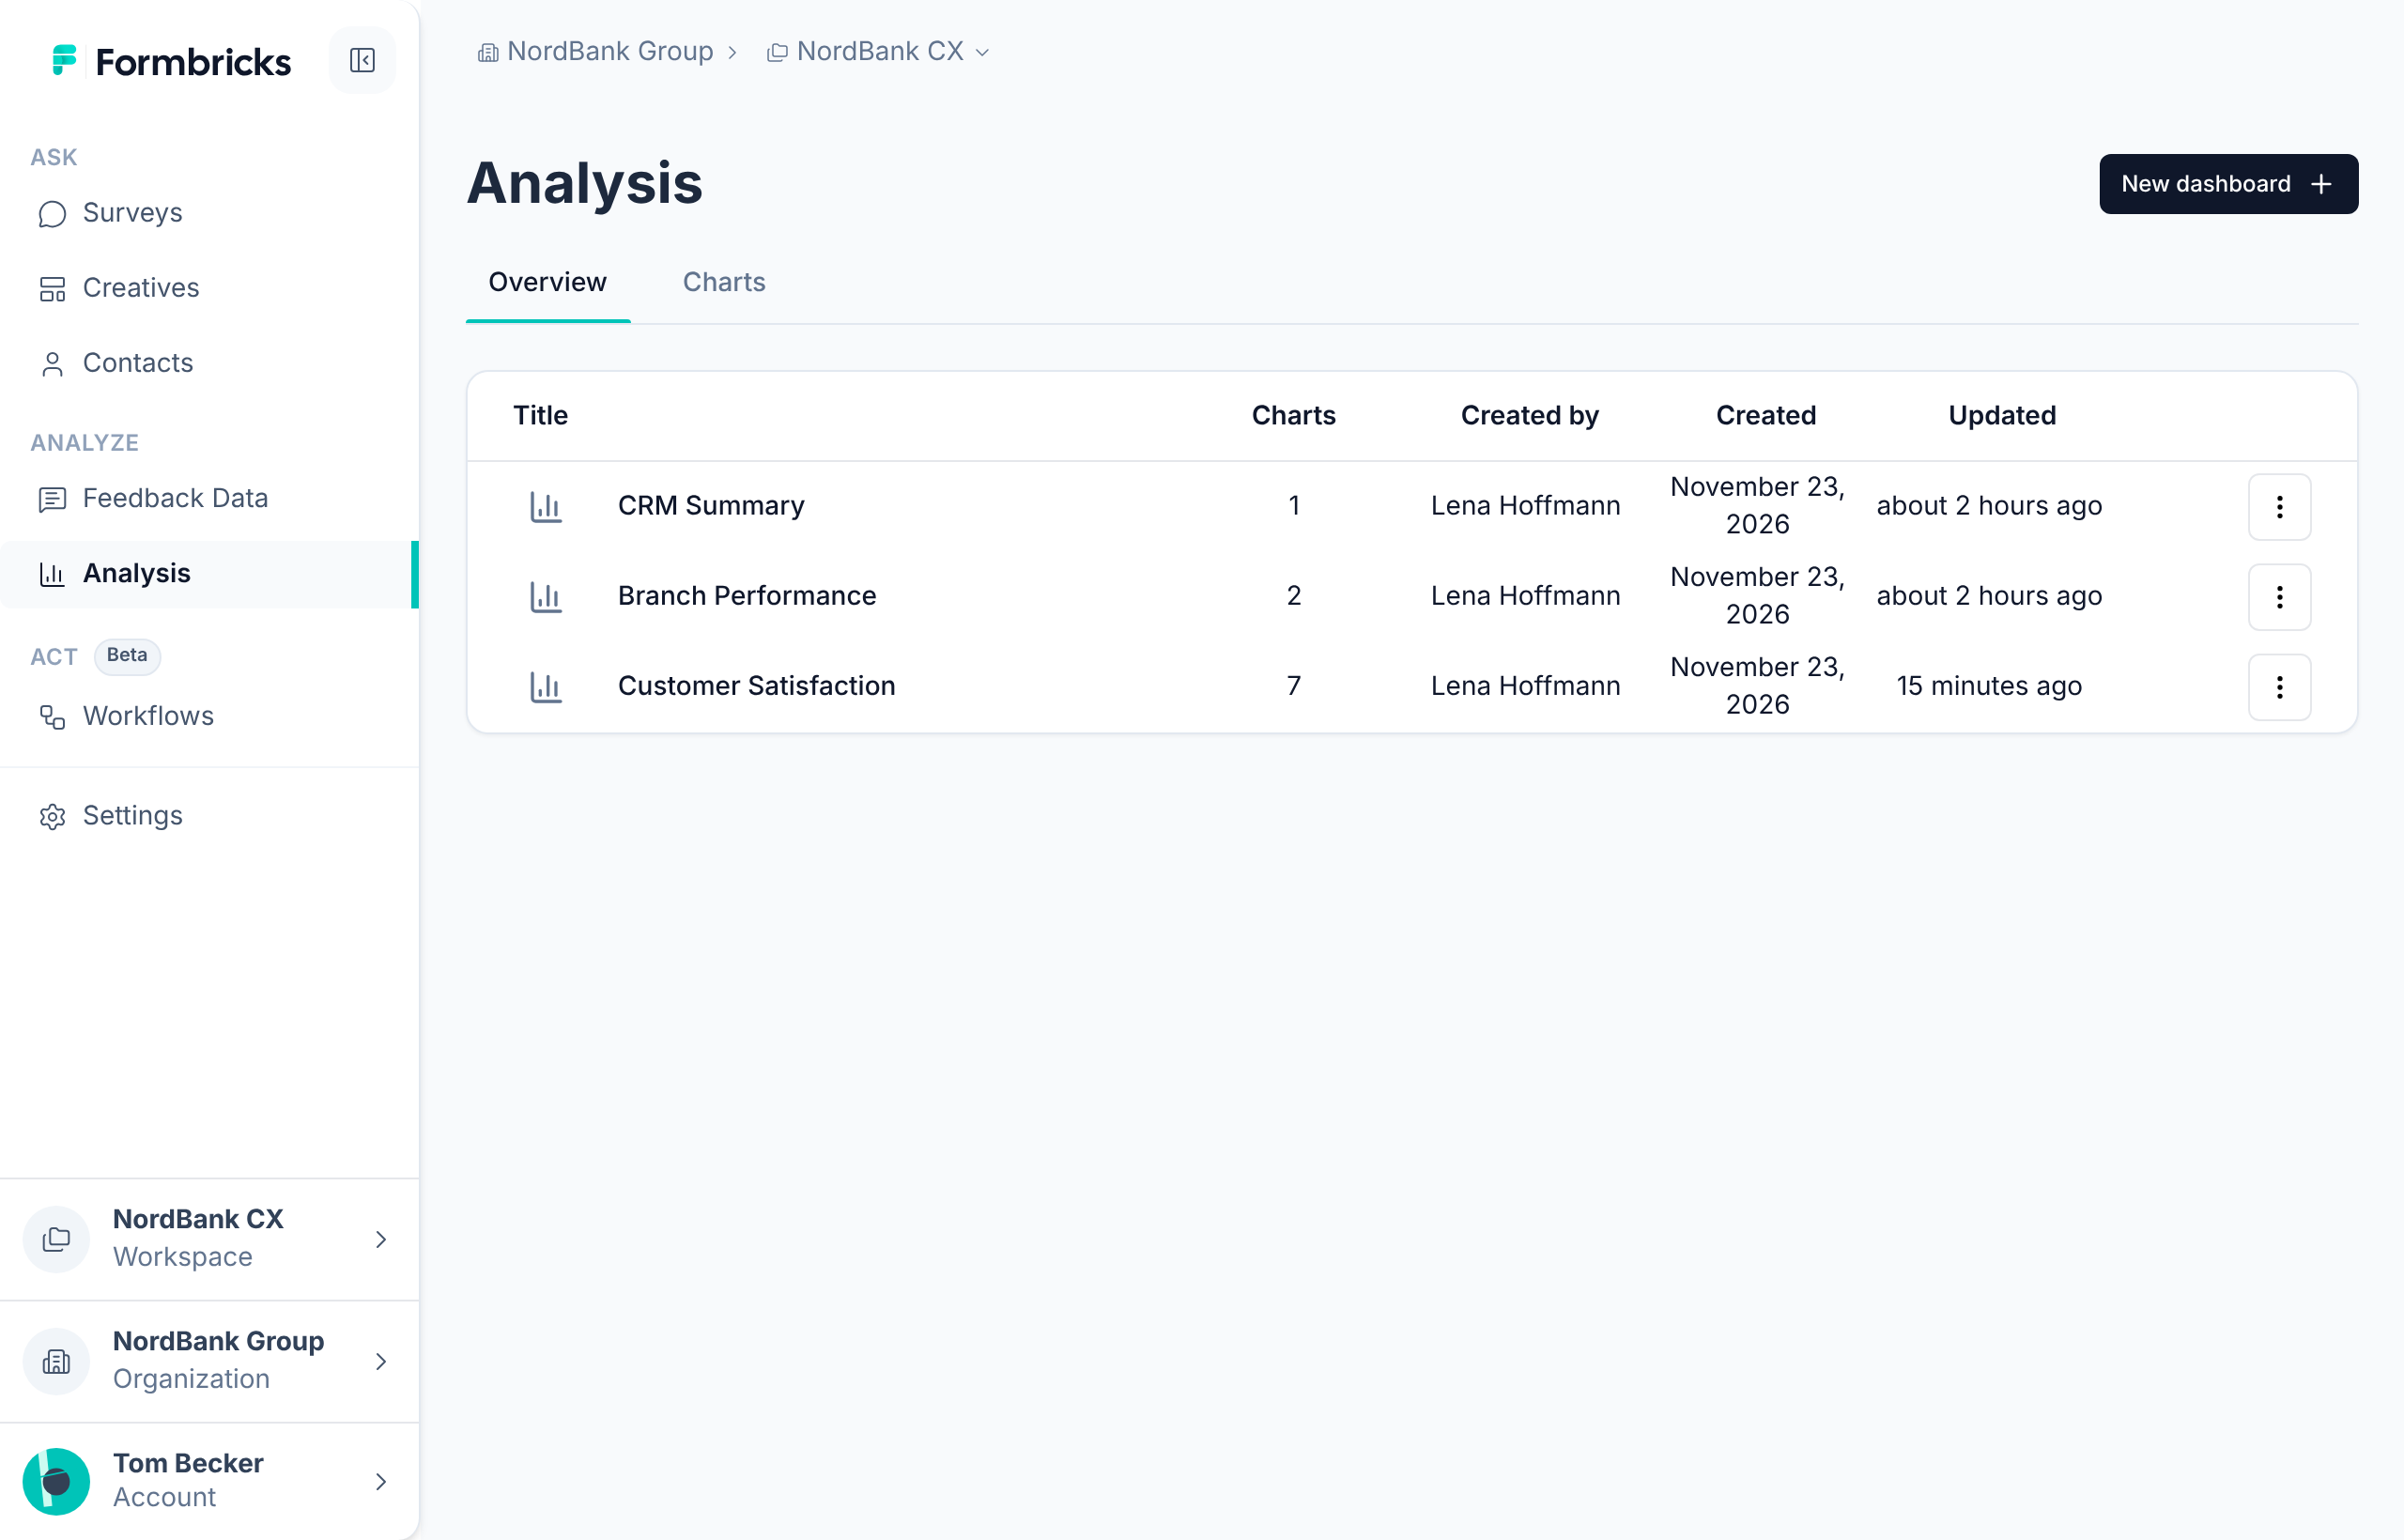 Formbricks
ASK
Surveys
Creatives
Contacts
ANALYZE
Feedback Data
Analysis
ACT Beta
Workflows
Settings
NordBank CX
Workspace
NordBank Group
Organization
Tom Becker
Account
NordBank Group NordBank CX
Analysis
New dashboard
Overview Charts
Title Charts Created by Created Updated
CRM Summary 1 Lena Hoffmann November 23, 2026 about 2 hours ago
Branch Performance 2 Lena Hoffmann November 23, 2026 about 2 hours ago
Customer Satisfaction 7 Lena Hoffmann November 23, 2026 15 minutes ago